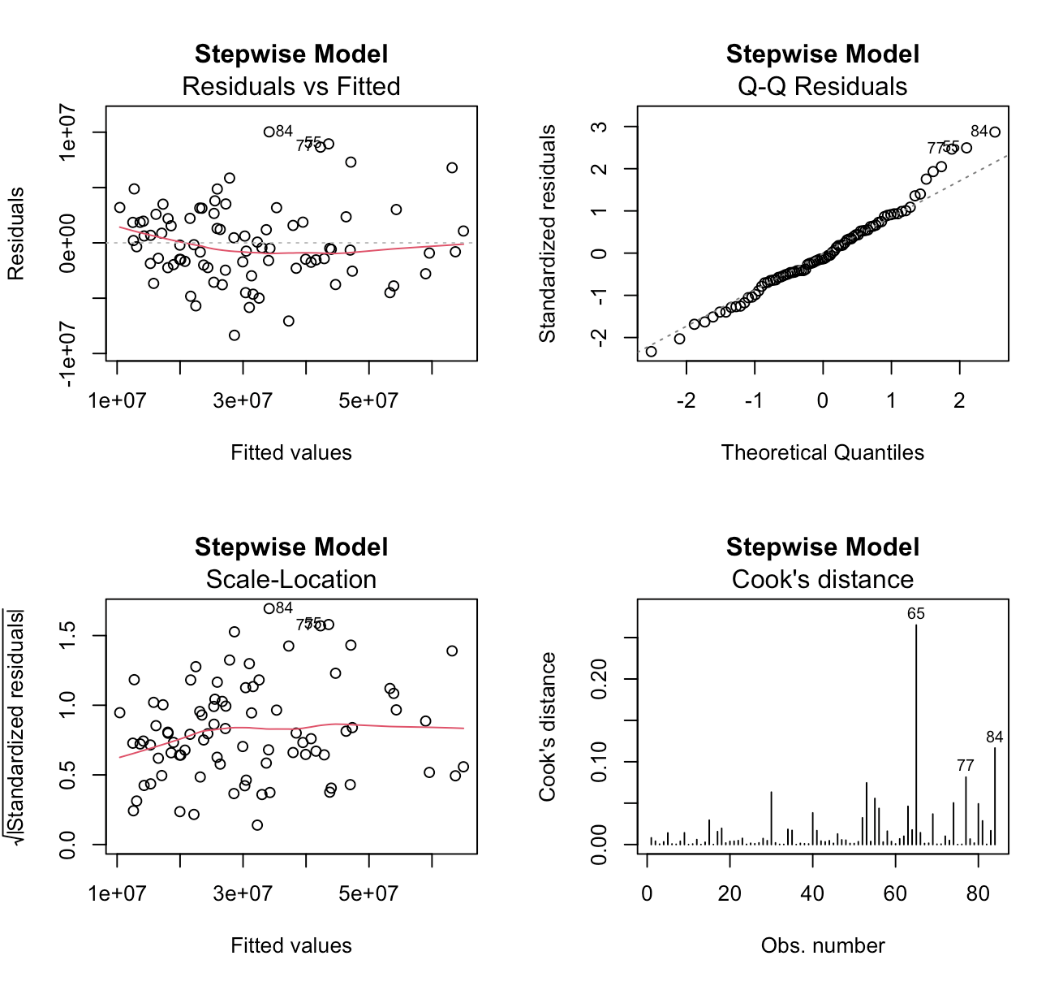 Stepwise Model
Residuals vs Fitted
Residuals
-1e+07 0e+00 1e+07
84
77 55
1e+07 3e+07 5e+07
Fitted values
Stepwise Model
Q-Q Residuals
Standardized residuals
-2 -1 0 1 2 3
84
77 55
-2 -1 0 1 2
Theoretical Quantiles
Stepwise Model
Scale-Location
√|Standardized residuals|
0.0 0.5 1.0 1.5
84
77 55
1e+07 3e+07 5e+07
Fitted values
Stepwise Model
Cook's distance
Cook's distance
0.00 0.10 0.20
65
84
77
0 20 40 60 80
Obs. number